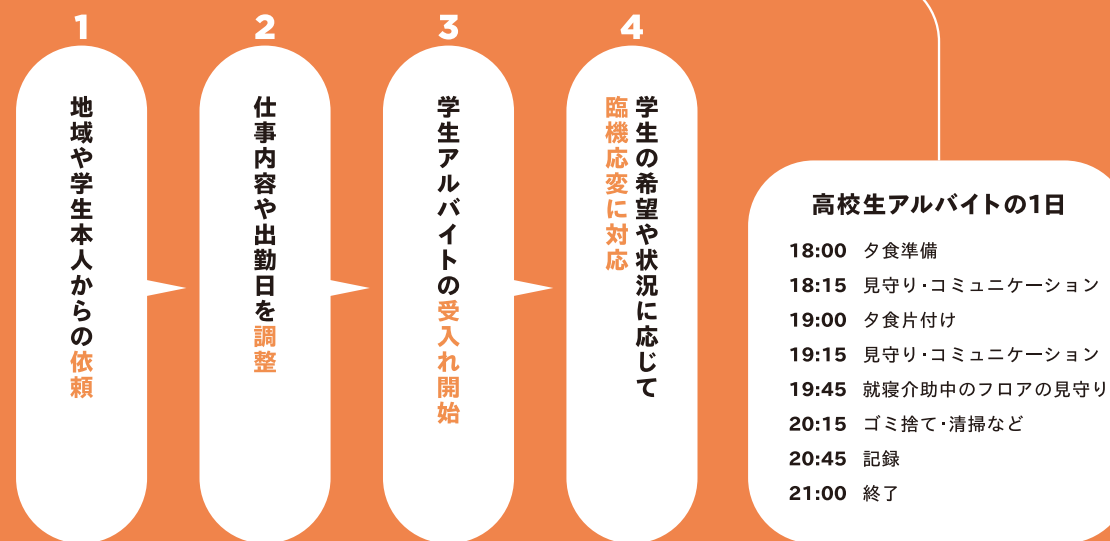 1
地域や学生本人からの依頼
2
仕事内容や出勤日を調整
3
学生アルバイトの受入れ開始
4
学生の希望や状況に応じて
臨機応変に対応
高校生アルバイトの1日
18:00 夕食準備
18:15 見守り・コミュニケーション
19:00 夕食片付け
19:15 見守り・コミュニケーション
19:45 就寝介助中のフロアの見守り
20:15 ゴミ捨て・清掃など
20:45 記録
21:00 終了